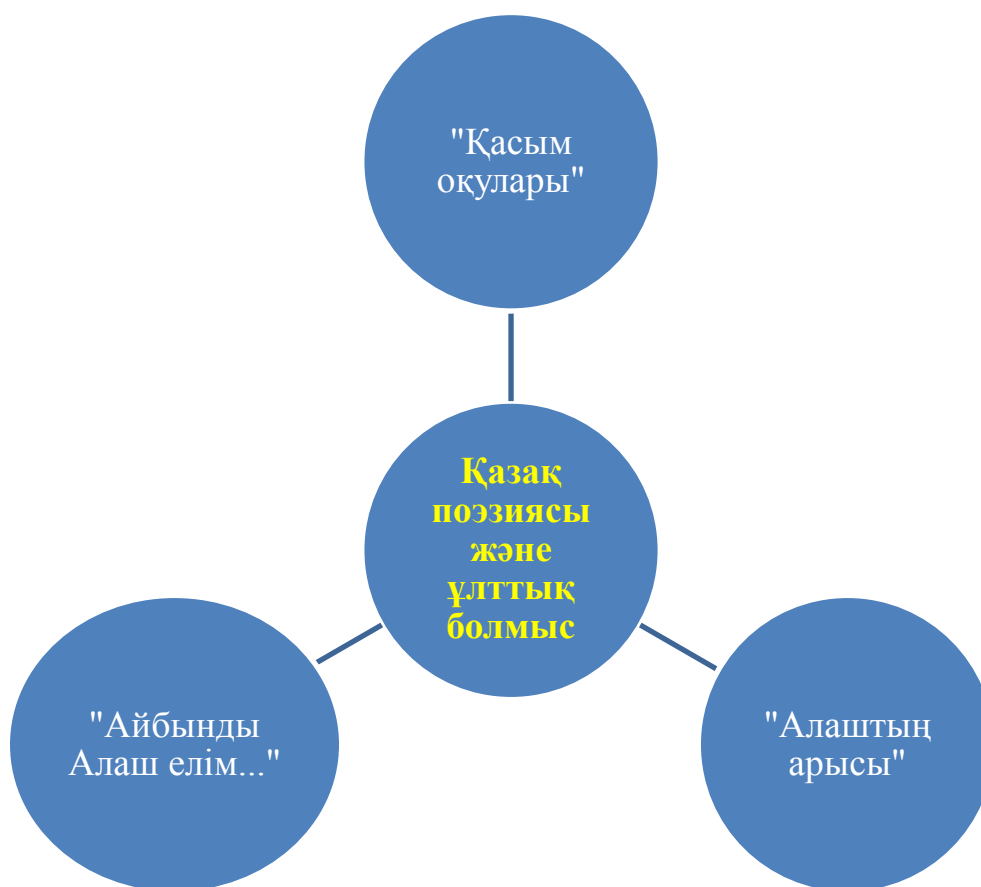 "Қасым
оқулары"
Қазақ
поэзиясы
және
ұлттық
болмыс
"Айбынды
Алаш елім..."
"Алаштың
арысы"